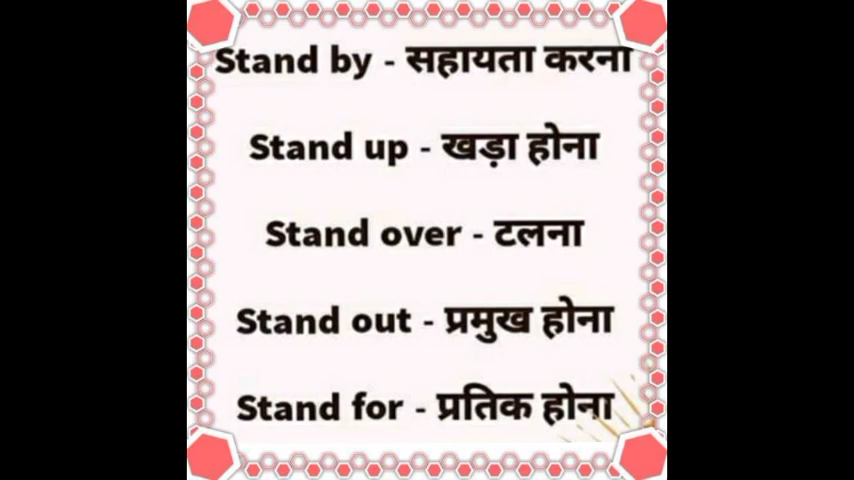 Stand by - सहायता करना
Stand up - खड़ा होना
Stand over - टलना
Stand out - प्रमुख होना
Stand for - प्रतिक होना